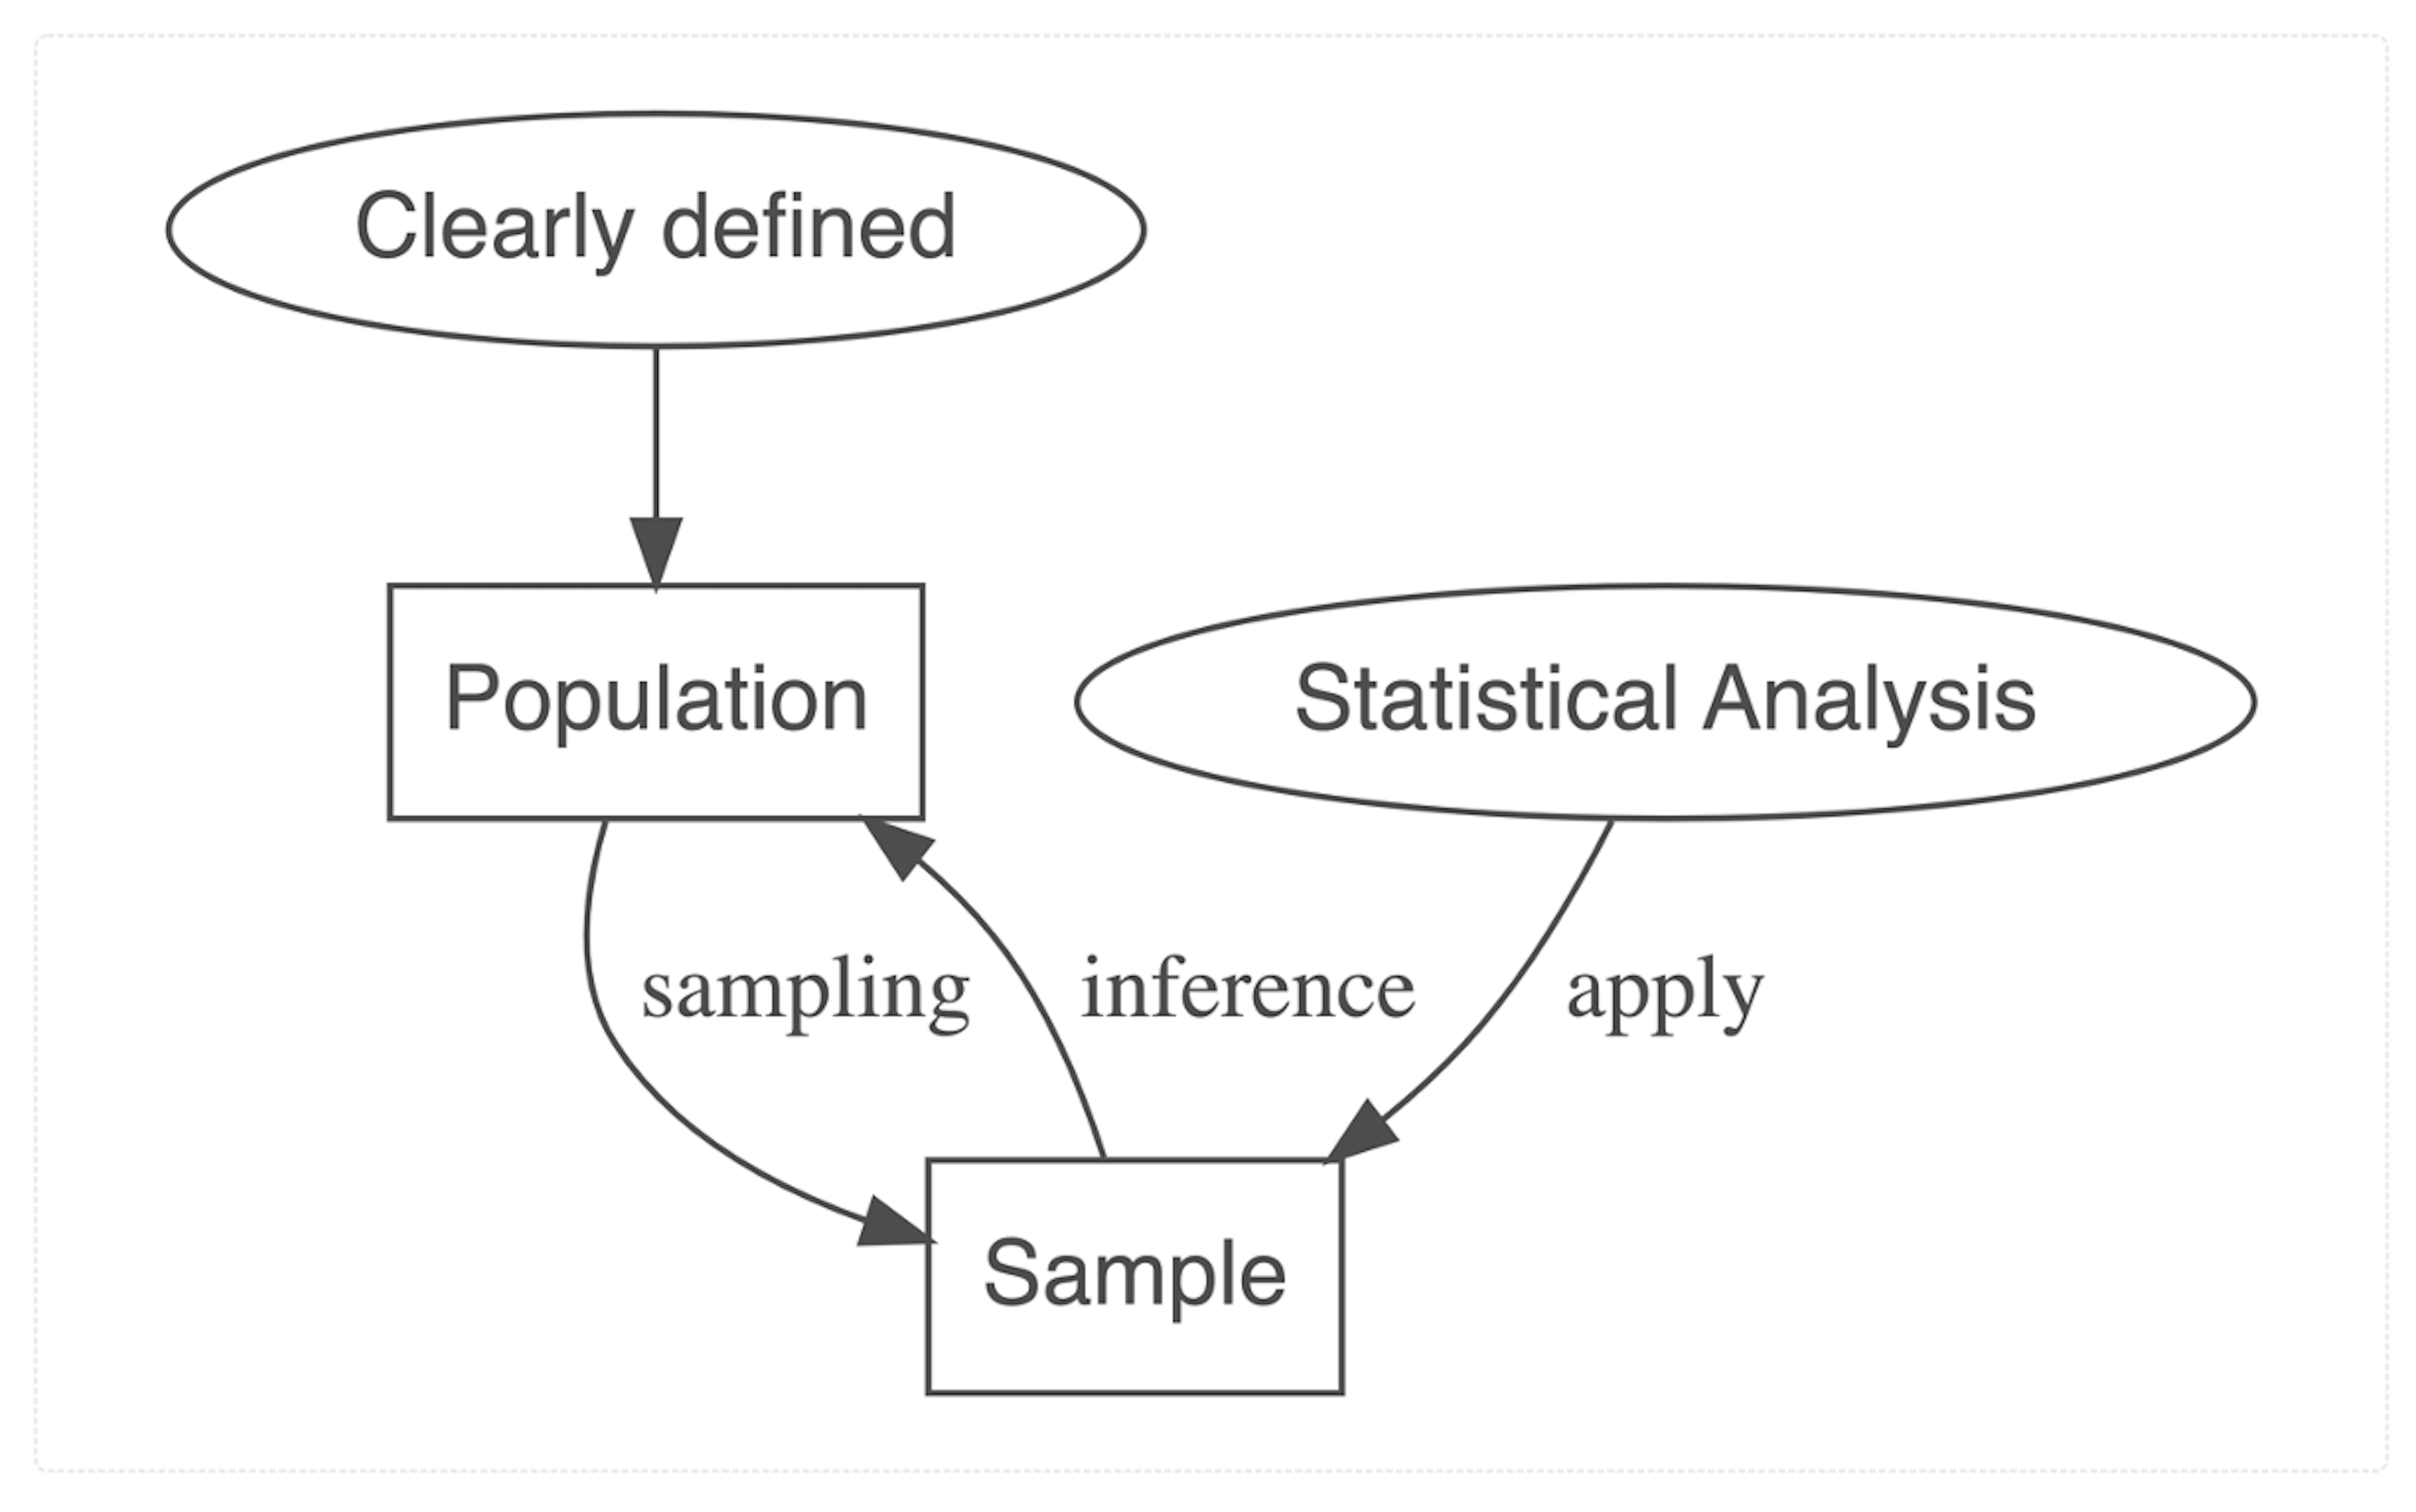 Clearly defined
Population
Statistical Analysis
sampling
inference
apply
Sample